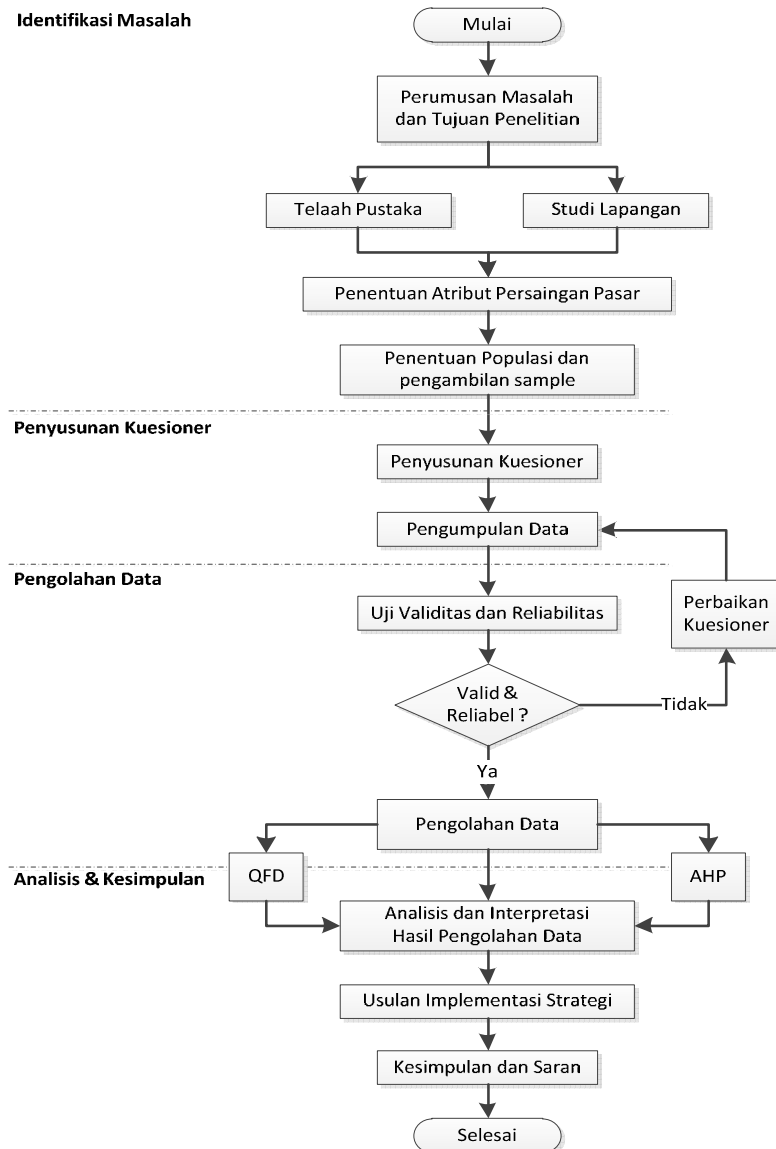 Identifikasi Masalah
Mulai
Perumusan Masalah
dan Tujuan Penelitian
Telaah Pustaka
Studi Lapangan
Penentuan Atribut Persaingan Pasar
Penentuan Populasi dan
pengambilan sample
Penyusunan Kuesioner
Penyusunan Kuesioner
Pengumpulan Data
Pengolahan Data
Uji Validitas dan Reliabilitas
Perbaikan
Kuesioner
Valid &
Reliabel ?
Tidak
Ya
Pengolahan Data
Analisis & Kesimpulan
QFD
AHP
Analisis dan Interpretasi
Hasil Pengolahan Data
Usulan Implementasi Strategi
Kesimpulan dan Saran
Selesai